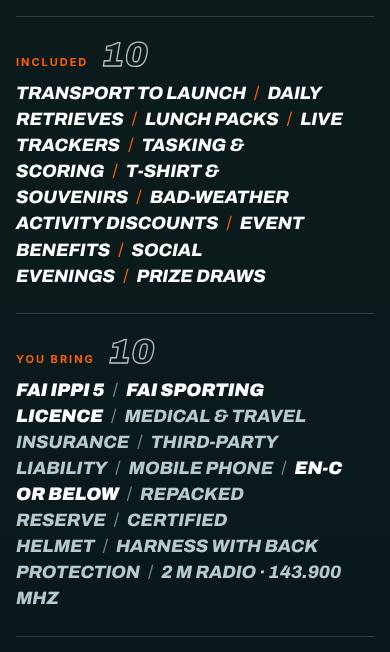 INCLUDED 10
TRANSPORT TO LAUNCH / DAILY
RETRIEVES / LUNCH PACKS / LIVE
TRACKERS / TASKING &
SCORING / T-SHIRT &
SOUVENIRS / BAD-WEATHER
ACTIVITY DISCOUNTS / EVENT
BENEFITS / SOCIAL
EVENINGS / PRIZE DRAWS
YOU BRING 10
FAI IPPI 5 / FAI SPORTING
LICENCE / MEDICAL & TRAVEL
INSURANCE / THIRD-PARTY
LIABILITY / MOBILE PHONE / EN-C
OR BELOW / REPACKED
RESERVE / CERTIFIED
HELMET / HARNESS WITH BACK
PROTECTION / 2 M RADIO · 143.900
MHZ